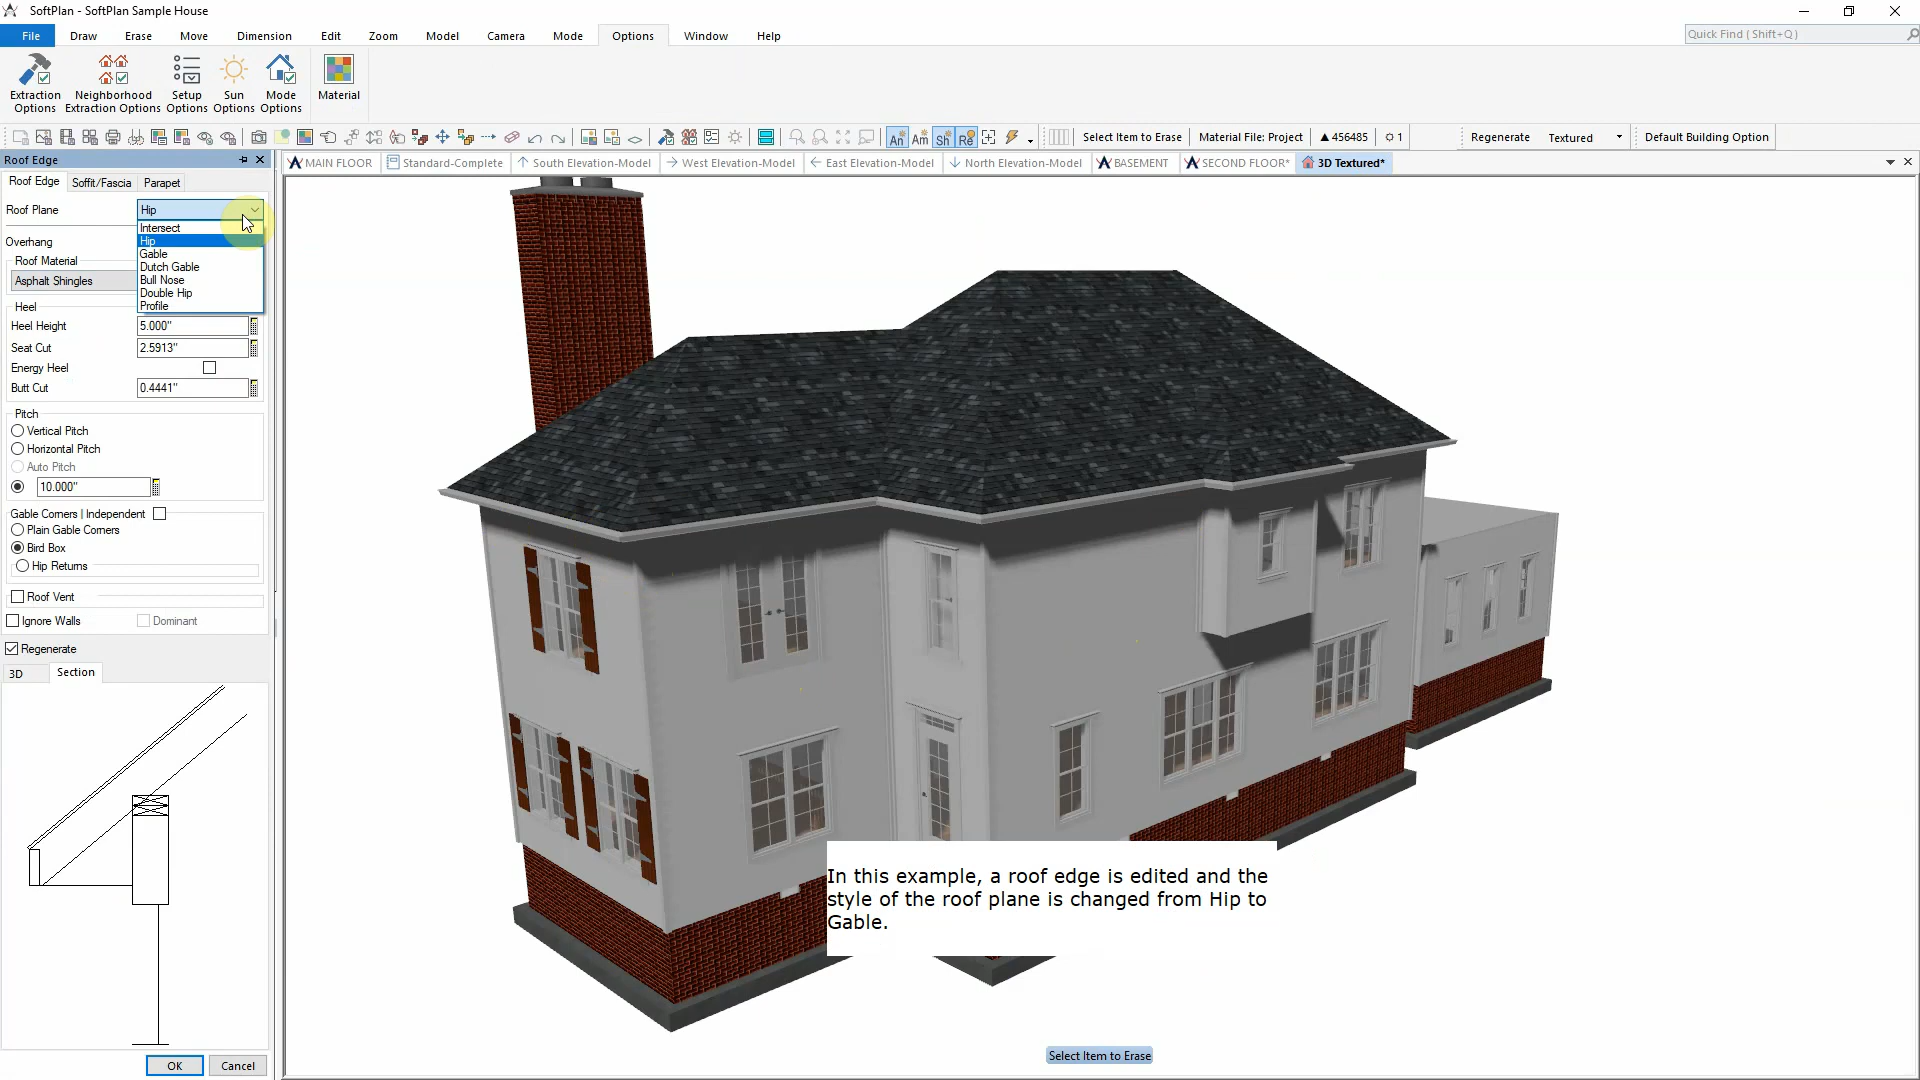 SoftPlan - SoftPlan Sample House
File Draw Erase Move Dimension Edit Zoom Model Camera Mode Options Window Help
Quick Find ( Shift+Q )
Extraction Options
Neighborhood Extraction Options
Setup Options
Sun Options
Mode Options
Material
An Am Sh Re
Select Item to Erase
Material File: Project
456485
1
Regenerate
Textured
Default Building Option
Roof Edge
MAIN FLOOR
Standard-Complete
South Elevation-Model
West Elevation-Model
East Elevation-Model
North Elevation-Model
BASEMENT
SECOND FLOOR*
3D Textured*
Roof Edge Soffit/Fascia Parapet
Roof Plane Hip
Intersect
Hip
Gable
Dutch Gable
Bull Nose
Double Hip
Profile
Overhang
Roof Material
Asphalt Shingles
Heel
Heel Height 5.000"
Seat Cut 2.5913"
Energy Heel
Butt Cut 0.4441"
Pitch
Vertical Pitch
Horizontal Pitch
Auto Pitch
10.000"
Gable Corners | Independent
Plain Gable Corners
Bird Box
Hip Returns
Roof Vent
Ignore Walls Dominant
Regenerate
3D Section
In this example, a roof edge is edited and the
style of the roof plane is changed from Hip to
Gable.
Select Item to Erase
OK Cancel